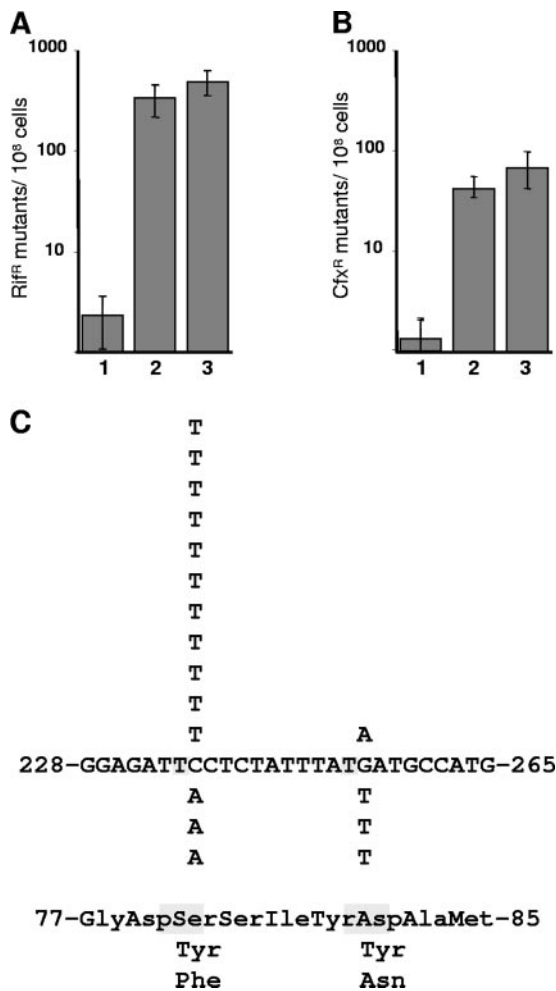 A
1000
100
10
Rifᴿ mutants/ 10⁸ cells
1 2 3
B
1000
100
10
Cfxᴿ mutants/ 10⁸ cells
1 2 3
C
T
T
T
T
T
T
T
T
T
T
T A
228–GGAGATTCCTCTATTTATGATGCCATG–265
A T
A T
A T
77–GlyAspSerSerIleTyrAspAlaMet–85
Tyr Tyr
Phe Asn